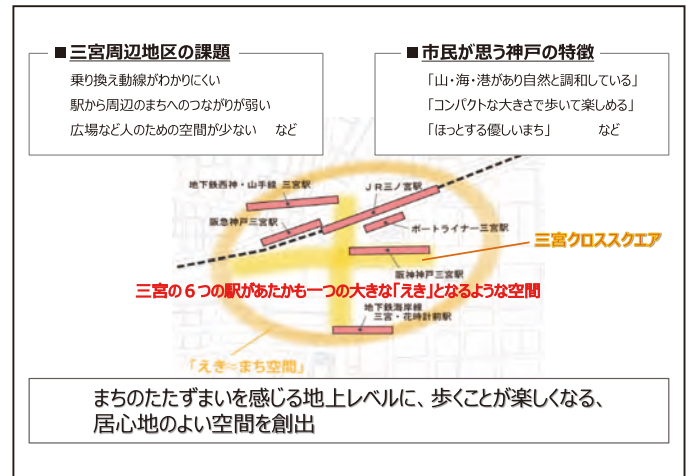 ■三宮周辺地区の課題
乗り換え動線がわかりにくい
駅から周辺のまちへのつながりが弱い
広場など人のための空間が少ない　など
■市民が思う神戸の特徴
「山・海・港があり自然と調和している」
「コンパクトな大きさで歩いて楽しめる」
「ほっとする優しいまち」　など
地下鉄西神・山手線 三宮駅
JR三ノ宮駅
阪急神戸三宮駅
ポートライナー三宮駅
三宮クロススクエア
阪神神戸三宮駅
三宮の６つの駅があたかも一つの大きな「えき」となるような空間
地下鉄海岸線
三宮・花時計前駅
「えき≈まち空間」
まちのたたずまいを感じる地上レベルに、歩くことが楽しくなる、
居心地のよい空間を創出